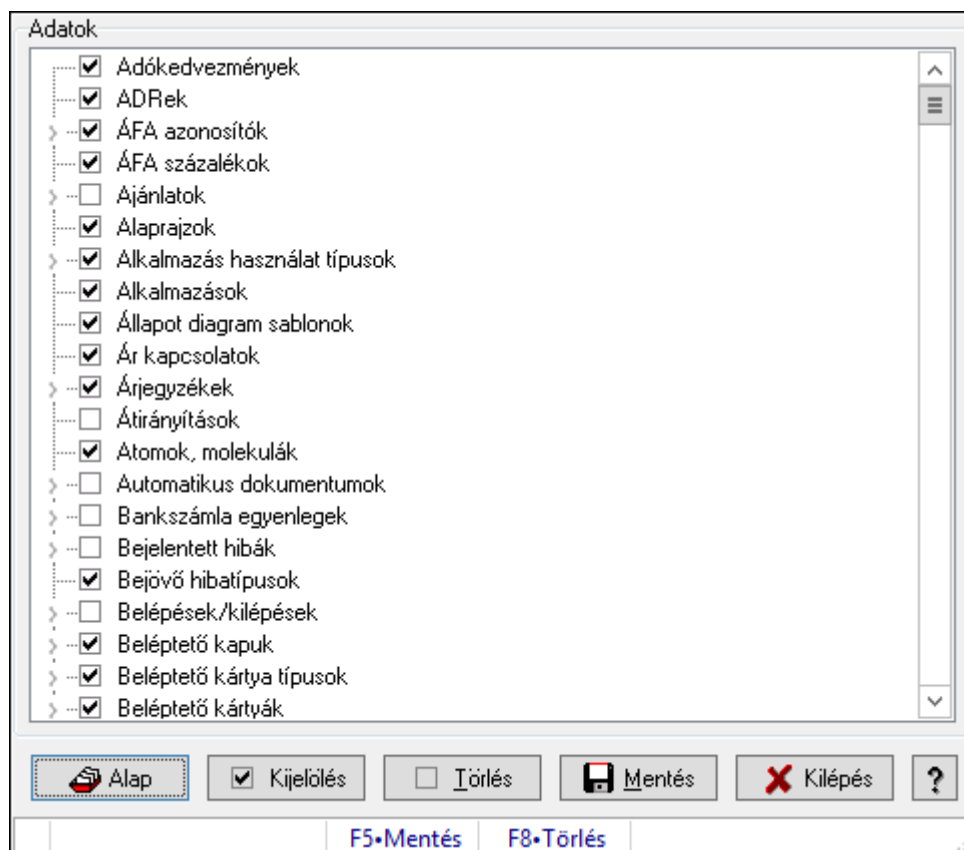 Adatok
Adókedvezmények
ADRek
ÁFA azonosítók
ÁFA százalékok
Ajánlatok
Alaprajzok
Alkalmazás használat típusok
Alkalmazások
Állapot diagram sablonok
Ár kapcsolatok
Árjegyzékek
Átirányítások
Atomok, molekulák
Automatikus dokumentumok
Bankszámla egyenlegek
Bejelentett hibák
Bejövő hibatípusok
Belépések/kilépések
Beléptető kapuk
Beléptető kártya típusok
Beléptető kártyák
Alap Kijelölés Törlés Mentés Kilépés ?
F5•Mentés F8•Törlés